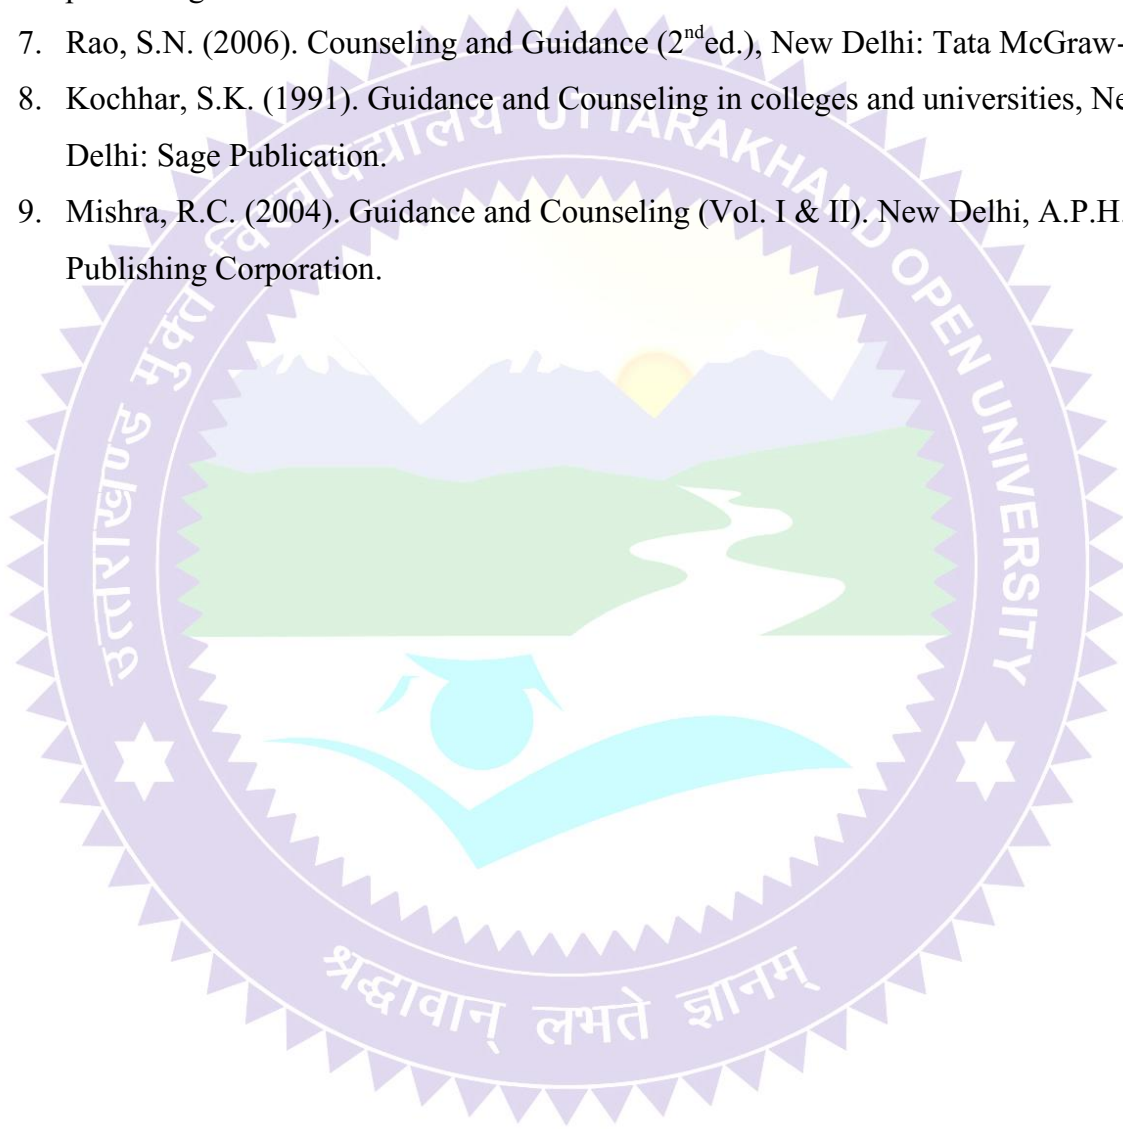 7. Rao, S.N. (2006). Counseling and Guidance (2nd ed.), New Delhi: Tata McGraw-
8. Kochhar, S.K. (1991). Guidance and Counseling in colleges and universities, Ne
Delhi: Sage Publication.
9. Mishra, R.C. (2004). Guidance and Counseling (Vol. I & II). New Delhi, A.P.H.
Publishing Corporation.
उत्तराखण्ड मुक्त विश्वविद्यालय UTTARAKHAND OPEN UNIVERSITY
श्रद्धावान् लभते ज्ञानम्